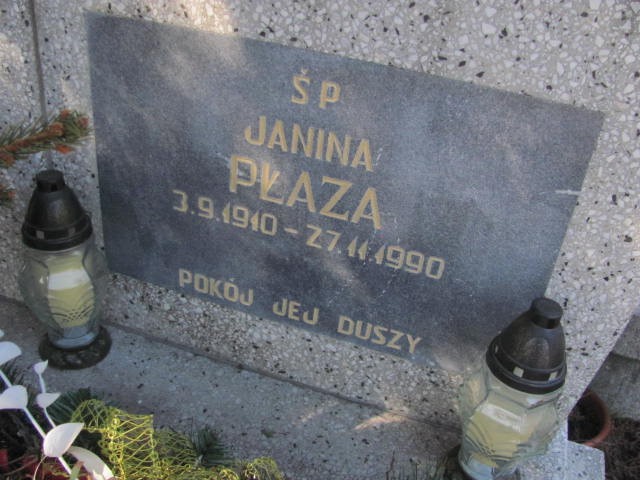 ŚP
JANINA
PŁAZA
3.9.1910 - 27.11.1990
POKÓJ JEJ DUSZY